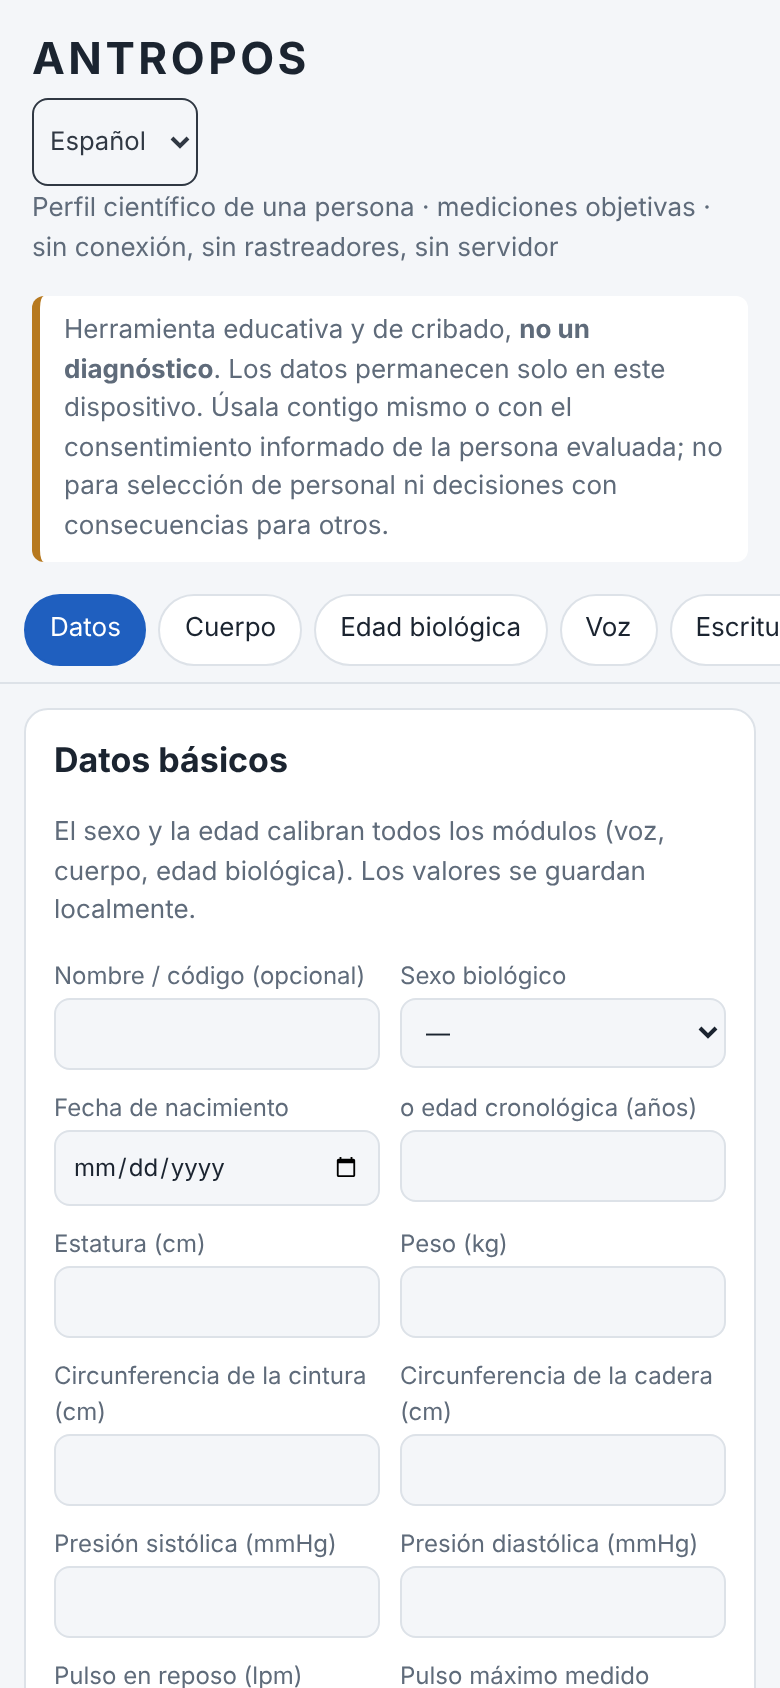 ANTROPOS
Español
Perfil científico de una persona · mediciones objetivas ·
sin conexión, sin rastreadores, sin servidor
Herramienta educativa y de cribado, no un
diagnóstico. Los datos permanecen solo en este
dispositivo. Úsala contigo mismo o con el
consentimiento informado de la persona evaluada; no
para selección de personal ni decisiones con
consecuencias para otros.
Datos Cuerpo Edad biológica Voz Escritu
Datos básicos
El sexo y la edad calibran todos los módulos (voz,
cuerpo, edad biológica). Los valores se guardan
localmente.
Nombre / código (opcional) Sexo biológico
—
Fecha de nacimiento o edad cronológica (años)
mm/dd/yyyy
Estatura (cm) Peso (kg)
Circunferencia de la cintura (cm) Circunferencia de la cadera (cm)
Presión sistólica (mmHg) Presión diastólica (mmHg)
Pulso en reposo (lpm) Pulso máximo medido